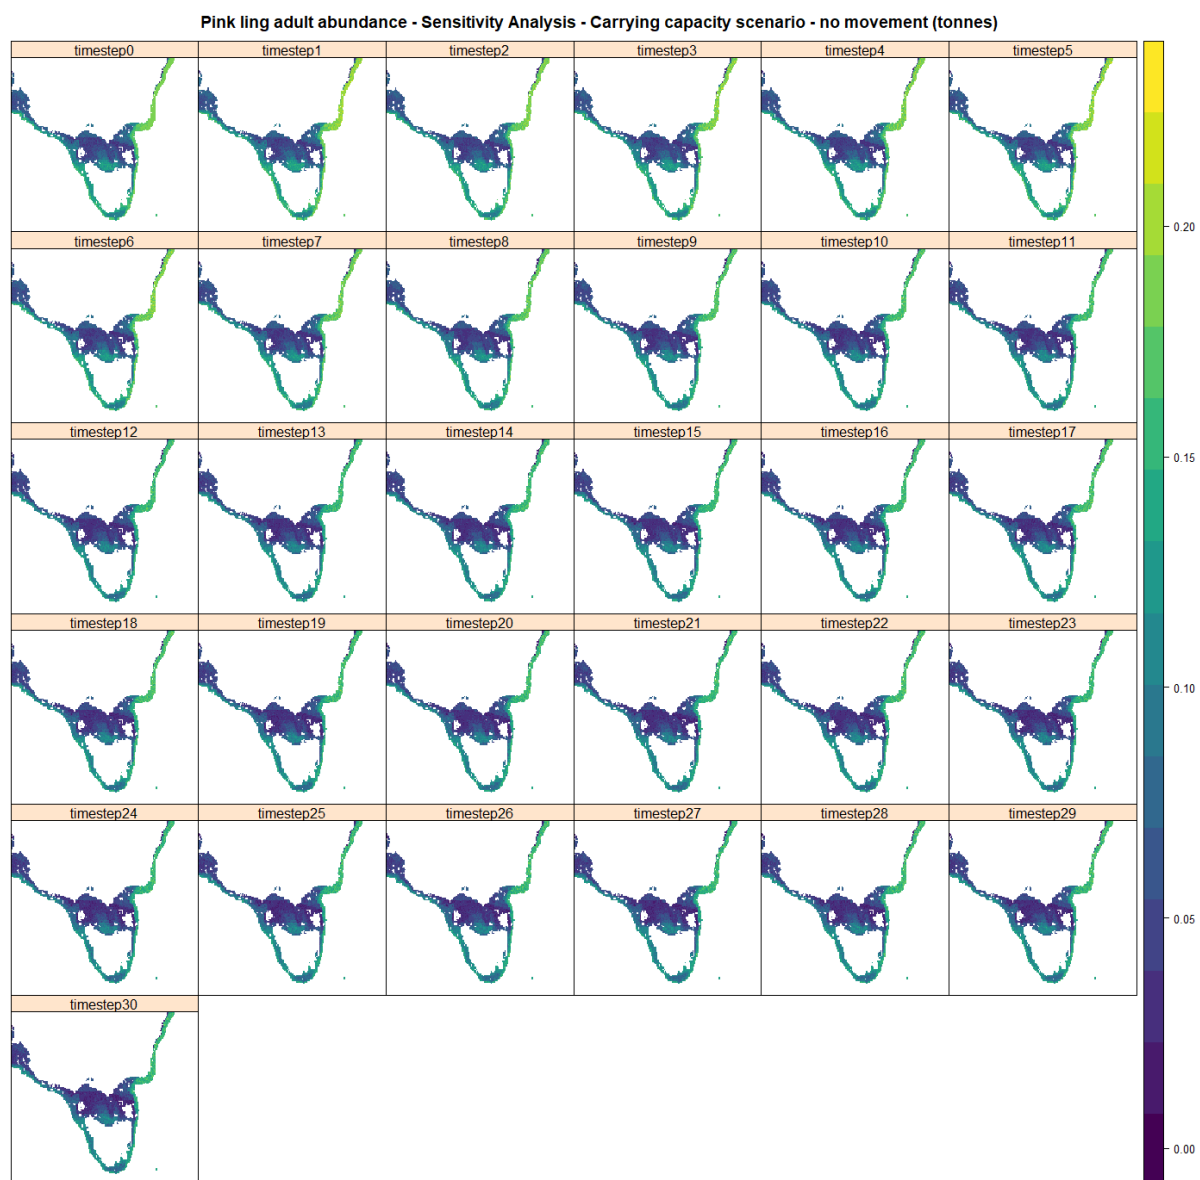 Pink ling adult abundance - Sensitivity Analysis - Carrying capacity scenario - no movement (tonnes)
timestep0 timestep1 timestep2 timestep3 timestep4 timestep5
timestep6 timestep7 timestep8 timestep9 timestep10 timestep11
timestep12 timestep13 timestep14 timestep15 timestep16 timestep17
timestep18 timestep19 timestep20 timestep21 timestep22 timestep23
timestep24 timestep25 timestep26 timestep27 timestep28 timestep29
timestep30
0.20
0.15
0.10
0.05
0.00